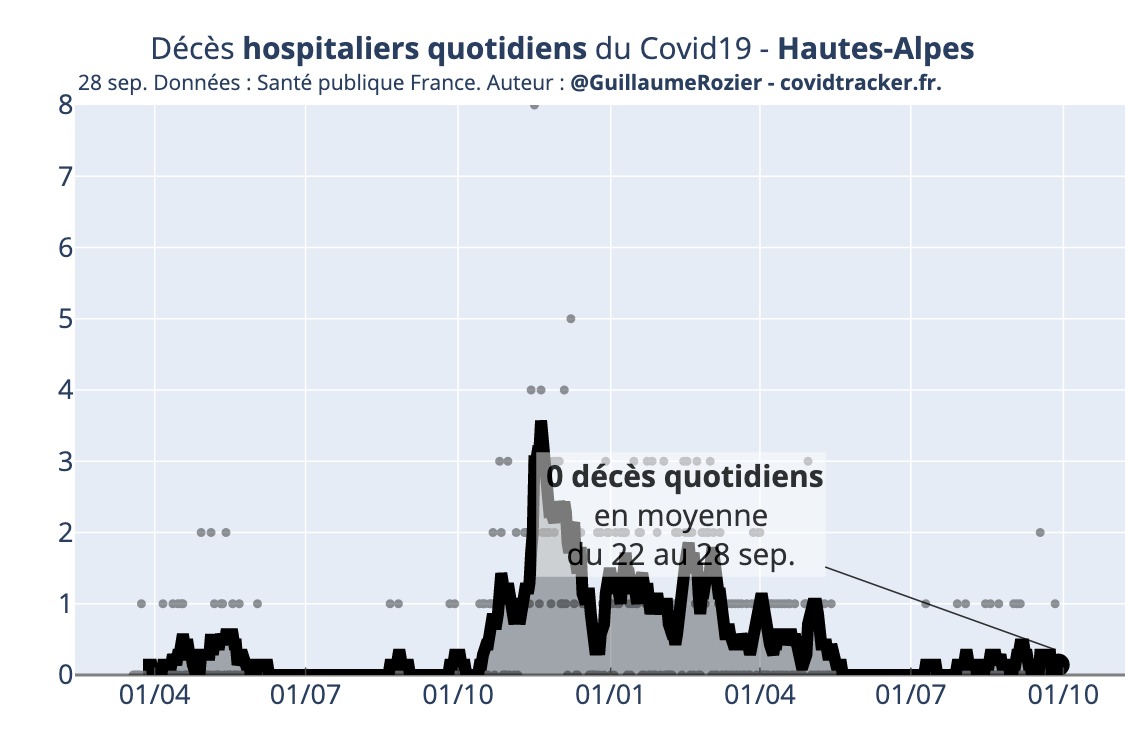 Décès hospitaliers quotidiens du Covid19 - Hautes-Alpes
28 sep. Données : Santé publique France. Auteur : @GuillaumeRozier - covidtracker.fr.
8
7
6
5
4
3
2
1
0
0 décès quotidiens
en moyenne
du 22 au 28 sep.
01/04 01/07 01/10 01/01 01/04 01/07 01/10